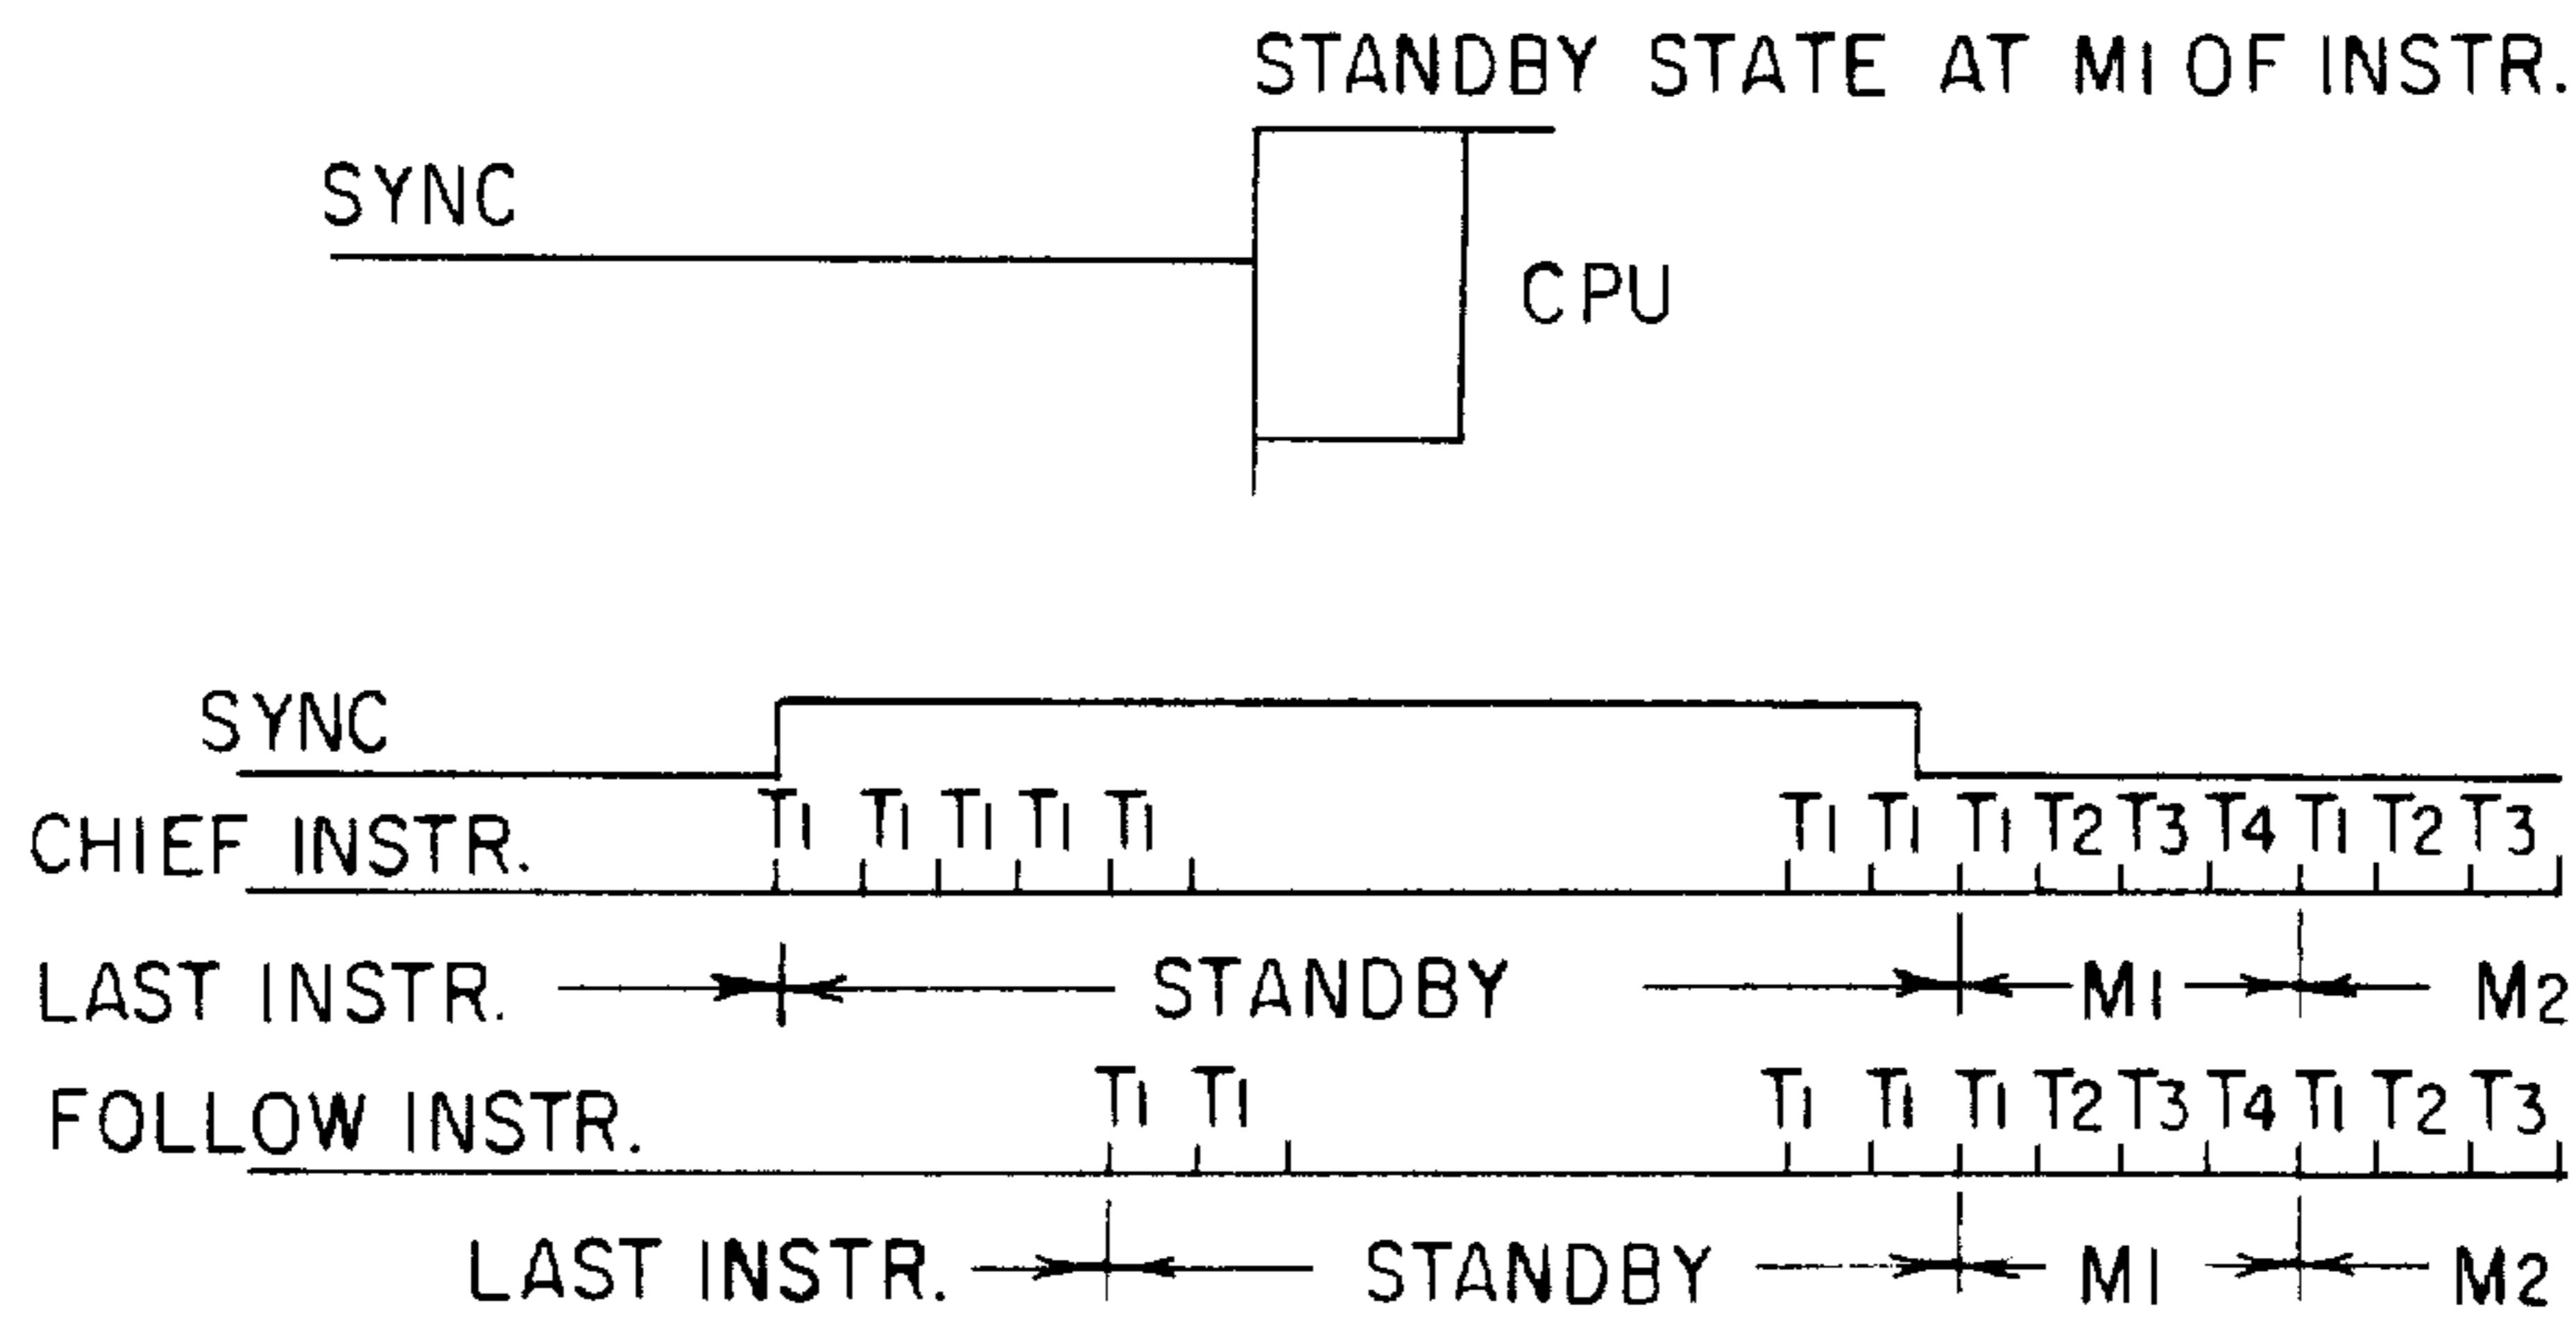 STANDBY STATE AT M1 OF INSTR.
SYNC
CPU
SYNC
T1 T1 T1 T1 T1 T1 T1 T1 T2 T3 T4 T1 T2 T3
CHIEF INSTR.
LAST INSTR. STANDBY M1 M2
T1 T1 T1 T1 T1 T2 T3 T4 T1 T2 T3
FOLLOW INSTR.
LAST INSTR. STANDBY M1 M2